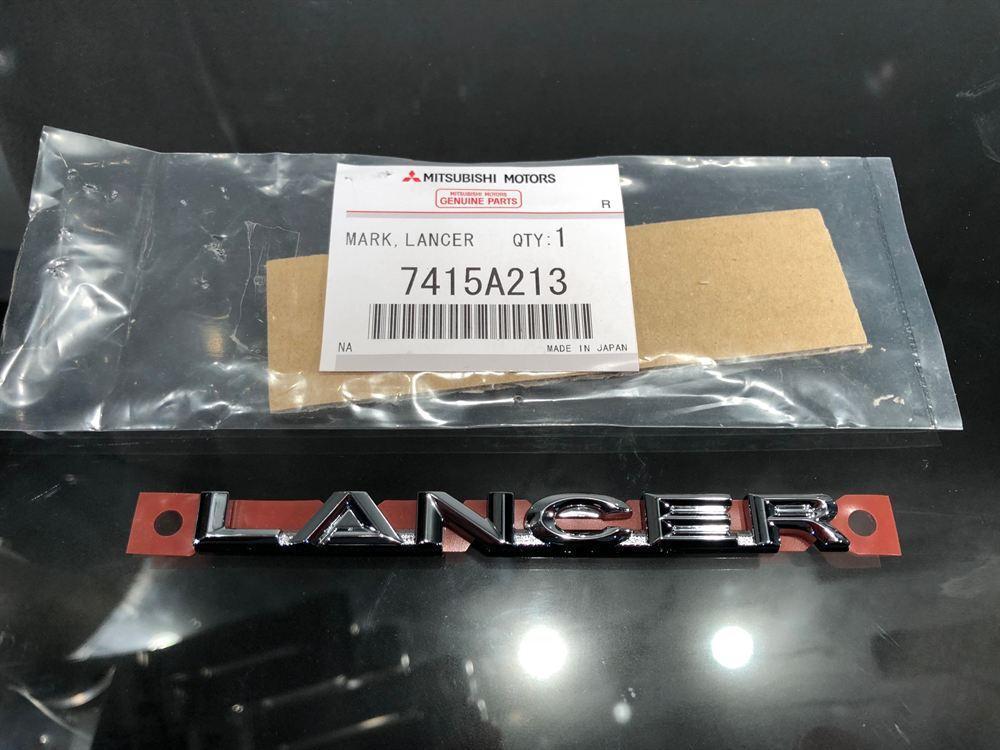 MITSUBISHI MOTORS
MITSUBISHI MOTORS
GENUINE PARTS
R
MARK, LANCER QTY:1
7415A213
NA MADE IN JAPAN
LANCER